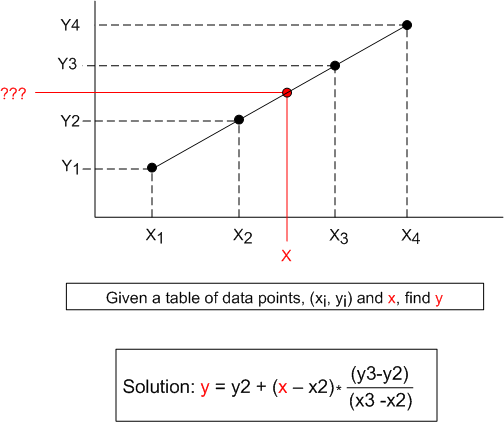 Y4
Y3
???
Y2
Y1
X1 X2 X3 X4
X
Given a table of data points, (xi, yi) and x, find y
Solution: y = y2 + (x – x2)* (y3-y2)
(x3 -x2)